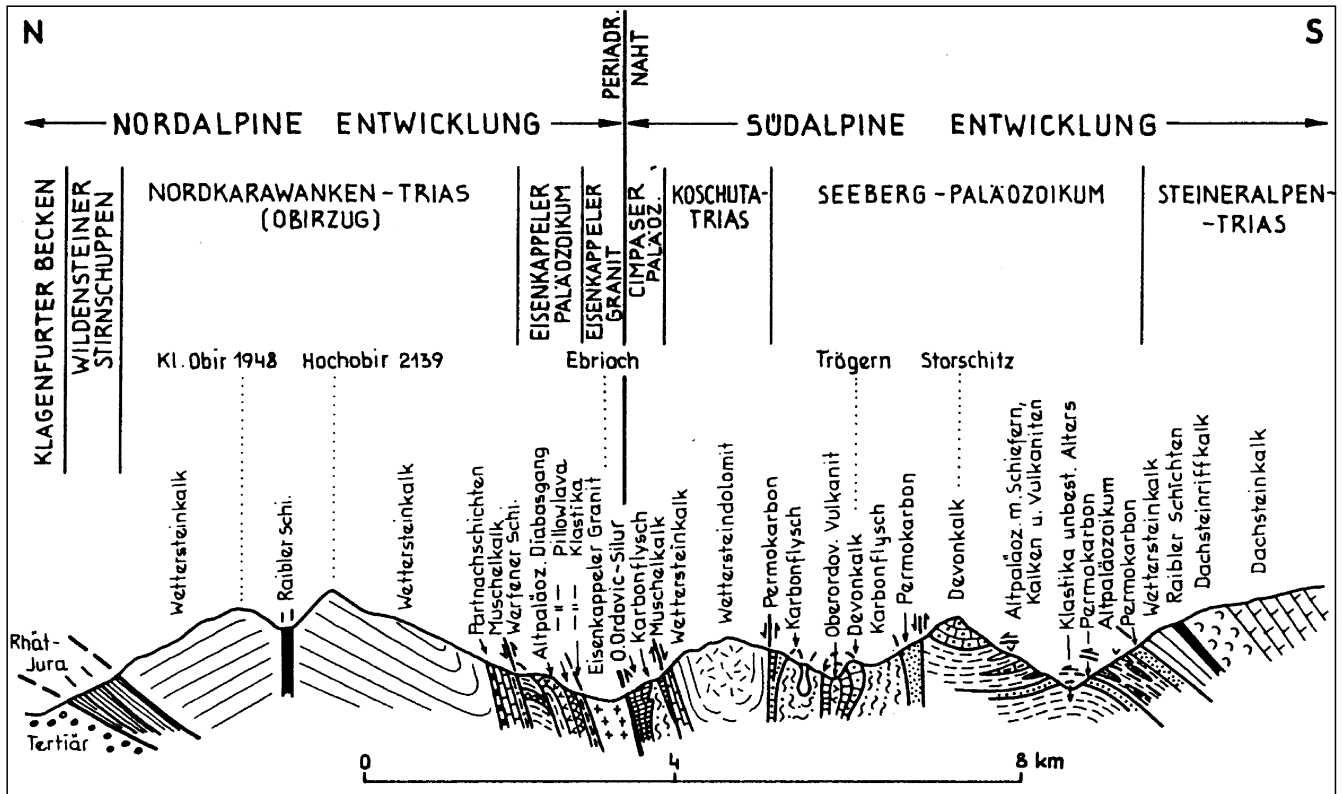 N
S
PERIADR.
NAHT
NORDALPINE ENTWICKLUNG
SÜDALPINE ENTWICKLUNG
KLAGENFURTER BECKEN
WILDENSTEINER
STIRNSCHUPPEN
NORDKARAWANKEN-TRIAS
(OBIRZUG)
EISENKAPPELER
PALÄOZOIKUM
EISENKAPPELER
GRANIT
CIMPASER
PALÄOZ.
KOSCHUTA-
TRIAS
SEEBERG-PALÄOZOIKUM
STEINERALPEN-
-TRIAS
Kl. Obir 1948
Hochobir 2139
Ebriach
Trögern
Storschitz
Wettersteinkalk
Raibler Schi.
Wettersteinkalk
Partnachschichten
Muschelkalk
Werfener Schi.
Altpaläoz. Diabasgang
-"- Pillowlava
-"- Klastika
Eisenkappeler Granit
O.Ordovic-Silur
Karbonflysch
Muschelkalk
Wettersteinkalk
Wettersteindolomit
Permokarbon
Karbonflysch
Oberordov. Vulkanit
Devonkalk
Karbonflysch
Permokarbon
Devonkalk
Altpaläoz. m. Schiefern,
Kalken u. Vulkaniten
Klastika unbest. Alters
Permokarbon
Altpaläozoikum
Permokarbon
Wettersteinkalk
Raibler Schichten
Dachsteinriffkalk
Dachsteinkalk
Rhät-
Jura
Tertiär
0 4 8 km